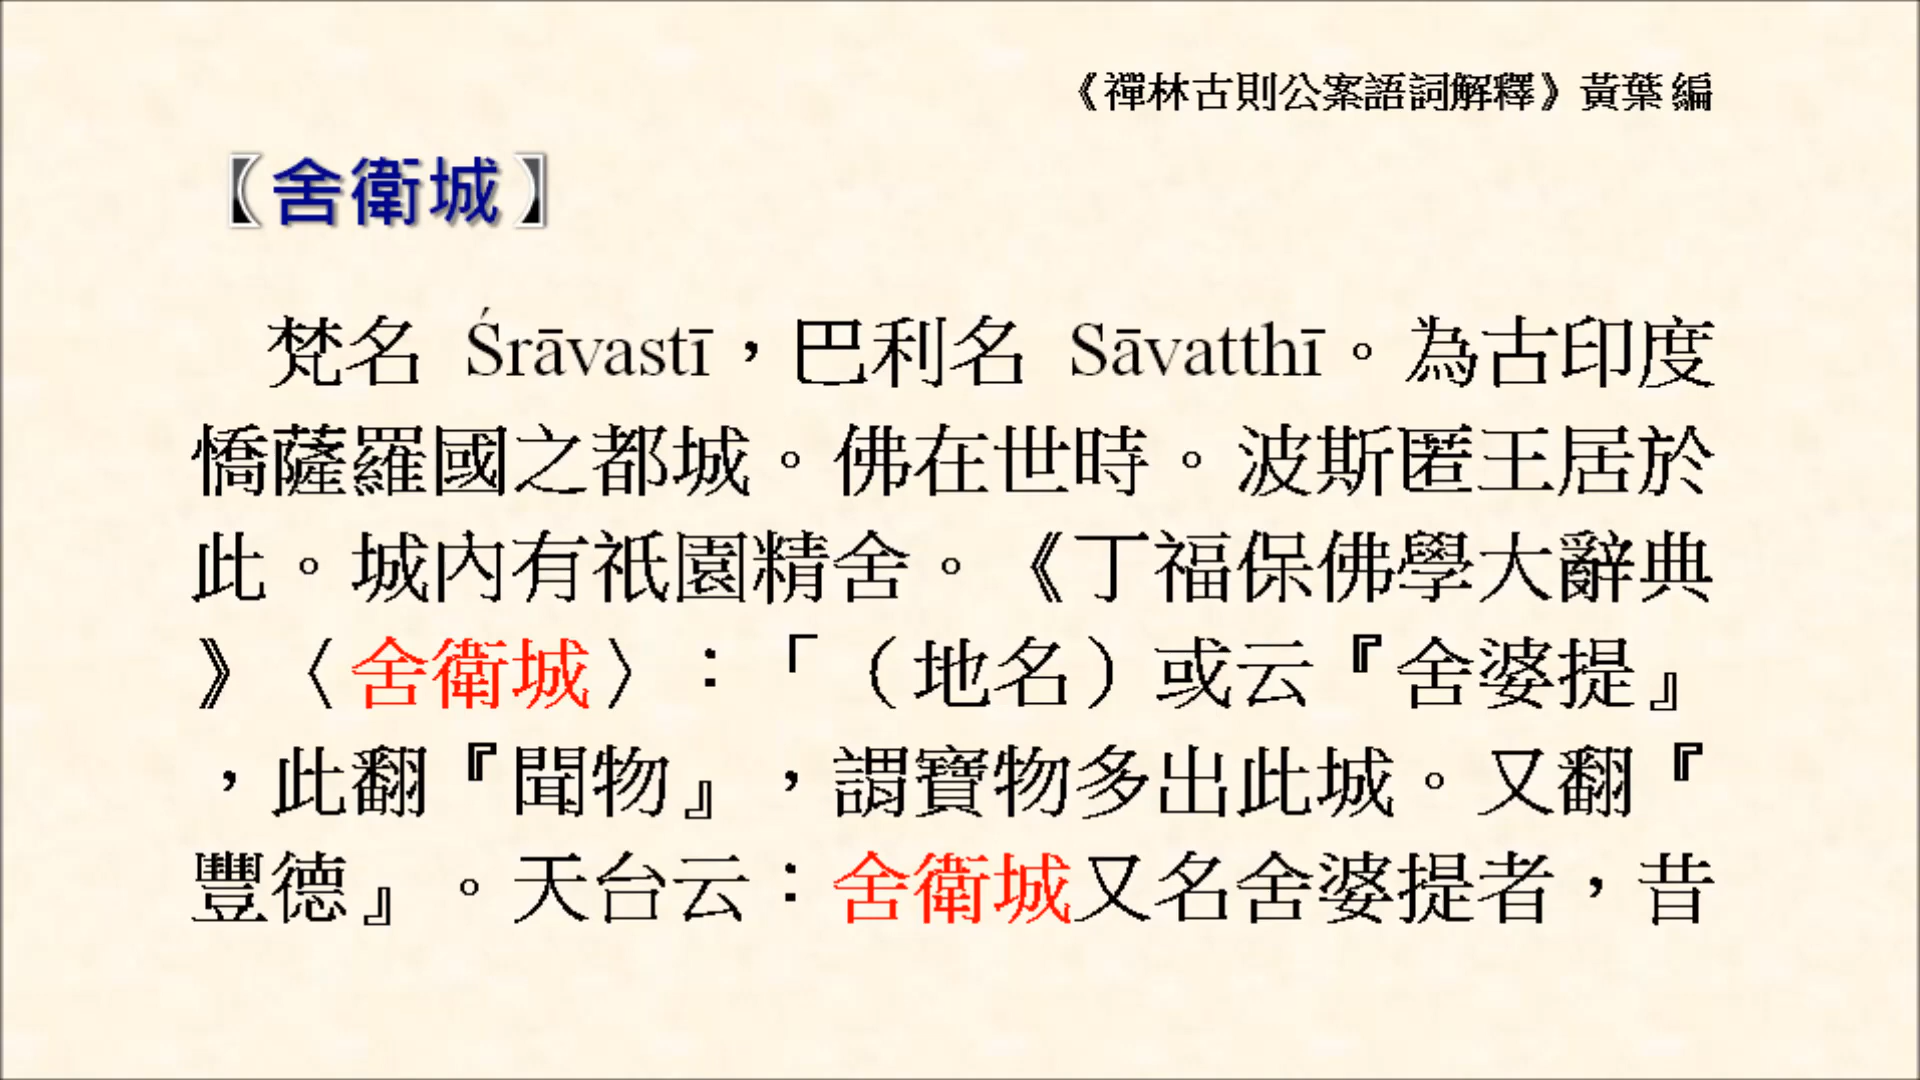 《禪林古則公案語詞解釋》黃葉 編
【舍衛城】
梵名 Śrāvastī，巴利名 Sāvatthī。為古印度
憍薩羅國之都城。佛在世時。波斯匿王居於
此。城內有祇園精舍。《丁福保佛學大辭典
》〈舍衛城〉：「（地名）或云『舍婆提』
，此翻『聞物』，謂寶物多出此城。又翻『
豐德』。天台云：舍衛城又名舍婆提者，昔